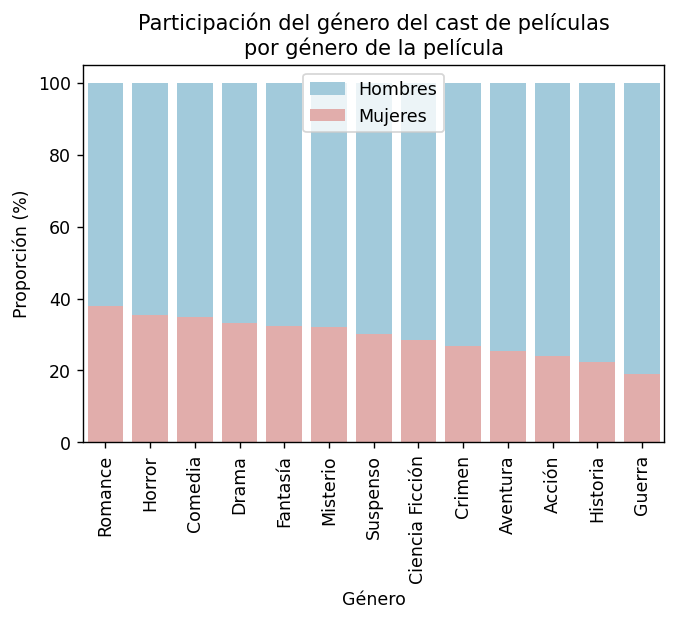 Participación del género del cast de películas
por género de la película
Hombres
Mujeres
Proporción (%)
100
80
60
40
20
0
Romance
Horror
Comedia
Drama
Fantasía
Misterio
Suspenso
Ciencia Ficción
Crimen
Aventura
Acción
Historia
Guerra
Género